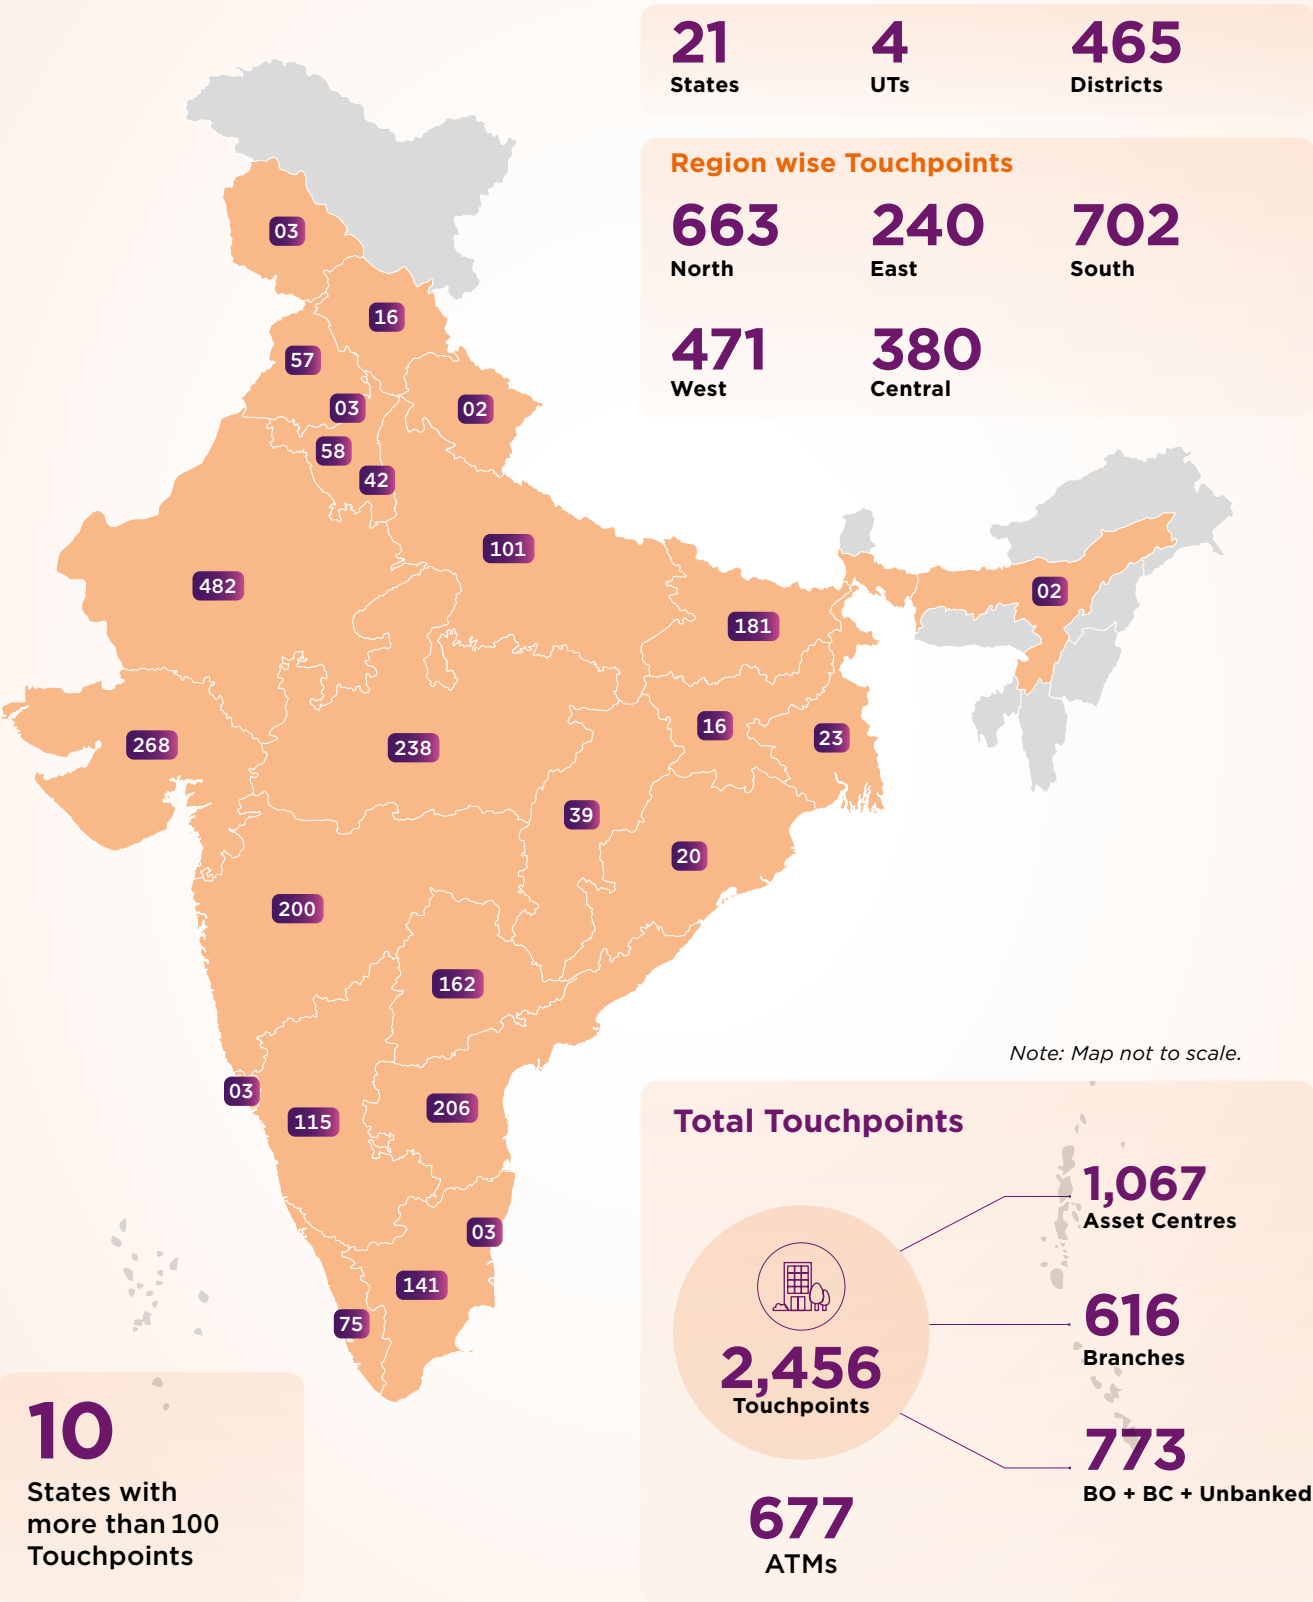 21
States
4
UTs
465
Districts
Region wise Touchpoints
663
North
240
East
702
South
471
West
380
Central
03
16
57
03
02
58
42
101
482
02
181
268
238
16
23
39
20
200
162
03
115
206
03
141
75
Note: Map not to scale.
10
States with
more than 100
Touchpoints
Total Touchpoints
2,456
Touchpoints
1,067
Asset Centres
616
Branches
773
BO + BC + Unbanked
677
ATMs